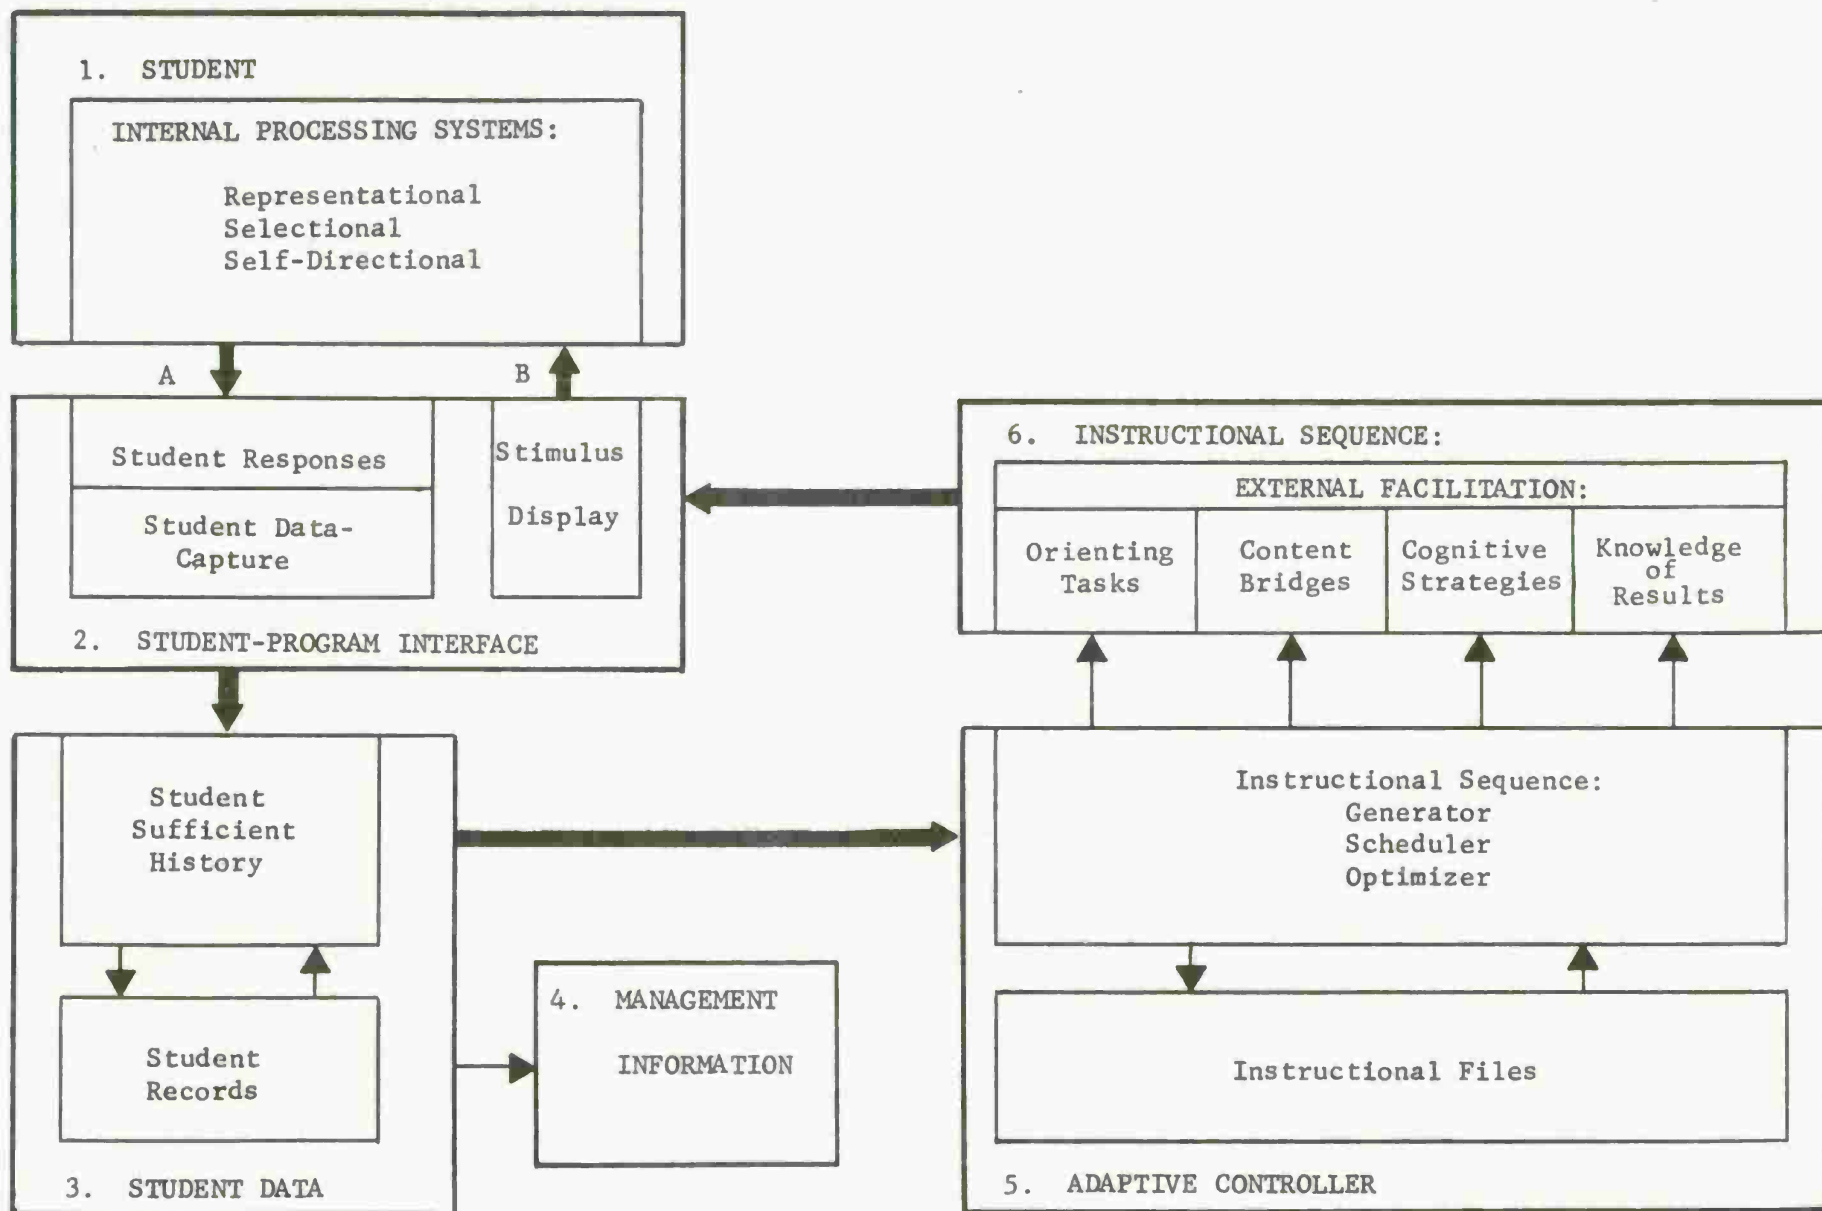 1. STUDENT
INTERNAL PROCESSING SYSTEMS:
Representational
Selectional
Self-Directional
A
B
Student Responses
Student Data-
Capture
Stimulus
Display
2. STUDENT-PROGRAM INTERFACE
6. INSTRUCTIONAL SEQUENCE:
EXTERNAL FACILITATION:
Orienting
Tasks
Content
Bridges
Cognitive
Strategies
Knowledge
of
Results
Student
Sufficient
History
Student
Records
3. STUDENT DATA
4. MANAGEMENT
INFORMATION
Instructional Sequence:
Generator
Scheduler
Optimizer
Instructional Files
5. ADAPTIVE CONTROLLER